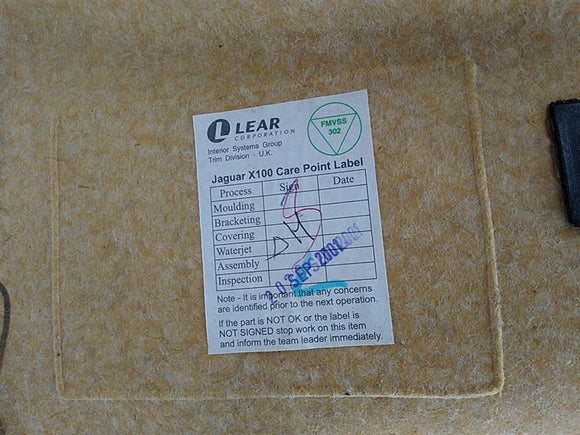 LEAR
CORPORATION
FMVSS
302
Interior Systems Group
Trim Division - U.K.
Jaguar X100 Care Point Label
Process Sign Date
Moulding
Bracketing
Covering
Waterjet
Assembly
Inspection
DH
SEP 2001
Note - It is important that any concerns
are identified prior to the next operation.
If the part is NOT OK or the label is
NOT SIGNED stop work on this item
and inform the team leader immediately.